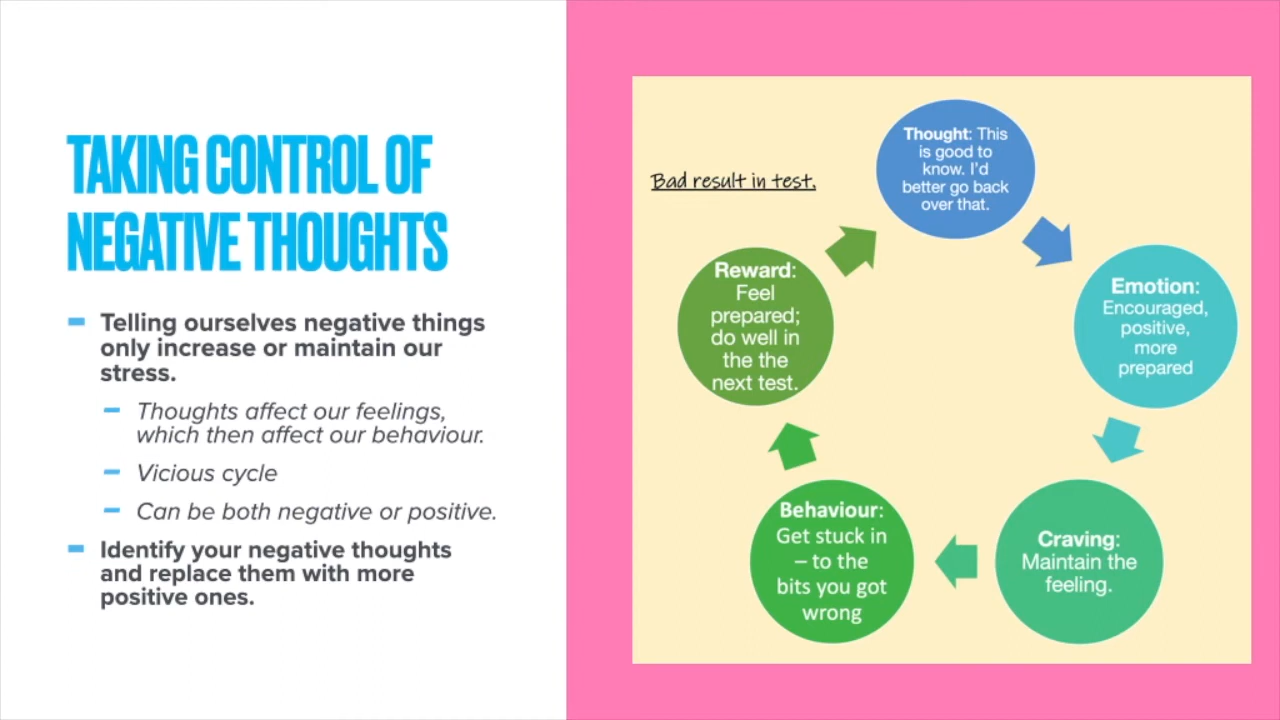 TAKING CONTROL OF
NEGATIVE THOUGHTS
Telling ourselves negative things
only increase or maintain our
stress.
Thoughts affect our feelings,
which then affect our behaviour.
Vicious cycle
Can be both negative or positive.
Identify your negative thoughts
and replace them with more
positive ones.
Bad result in test.
Thought: This
is good to
know. I'd
better go back
over that.
Emotion:
Encouraged,
positive,
more
prepared
Craving:
Maintain the
feeling.
Behaviour:
Get stuck in
– to the
bits you got
wrong
Reward:
Feel
prepared;
do well in
the the
next test.